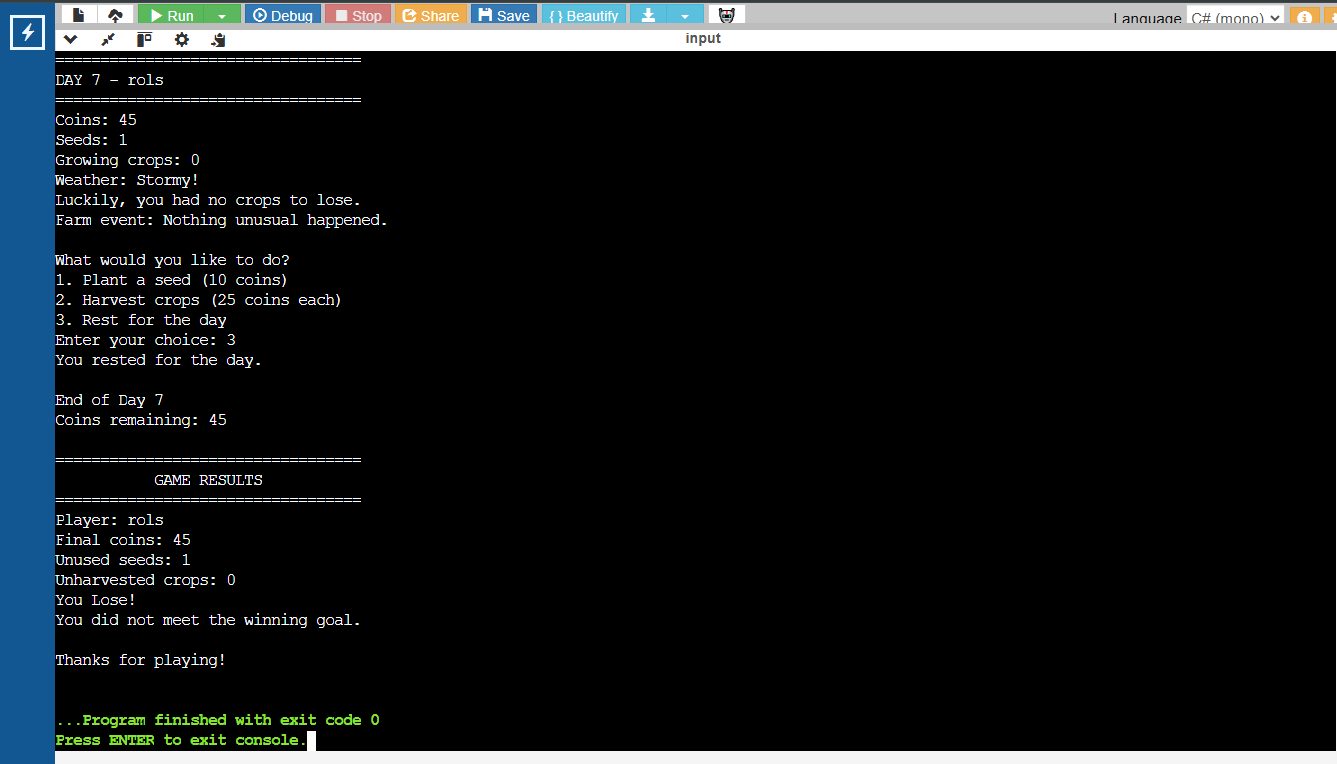 Run
Debug
Stop
Share
Save
{ } Beautify
Language C# (mono)
input
==================================
DAY 7 - rols
==================================
Coins: 45
Seeds: 1
Growing crops: 0
Weather: Stormy!
Luckily, you had no crops to lose.
Farm event: Nothing unusual happened.
What would you like to do?
1. Plant a seed (10 coins)
2. Harvest crops (25 coins each)
3. Rest for the day
Enter your choice: 3
You rested for the day.
End of Day 7
Coins remaining: 45
==================================
GAME RESULTS
==================================
Player: rols
Final coins: 45
Unused seeds: 1
Unharvested crops: 0
You Lose!
You did not meet the winning goal.
Thanks for playing!
...Program finished with exit code 0
Press ENTER to exit console.